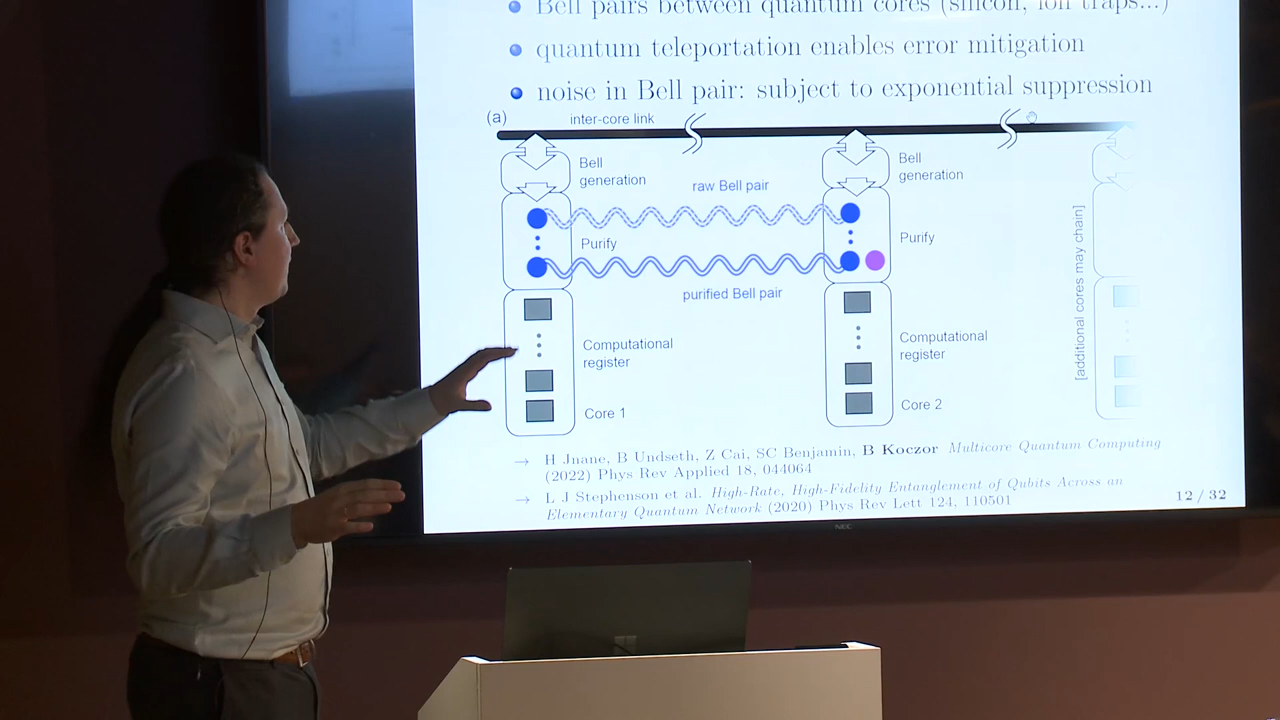 Bell pairs between quantum cores (silicon, ion traps...)
quantum teleportation enables error mitigation
noise in Bell pair: subject to exponential suppression
(a)
inter-core link
Bell
generation
raw Bell pair
Bell
generation
Purify
Purify
purified Bell pair
[additional cores may chain]
Computational
register
Computational
register
Core 1
Core 2
→ H Jnane, B Undseth, Z Cai, SC Benjamin, B Koczor Multicore Quantum Computing
(2022) Phys Rev Applied 18, 044064
→ L J Stephenson et al. High-Rate, High-Fidelity Entanglement of Qubits Across an
Elementary Quantum Network (2020) Phys Rev Lett 124, 110501
12 / 32
NEC